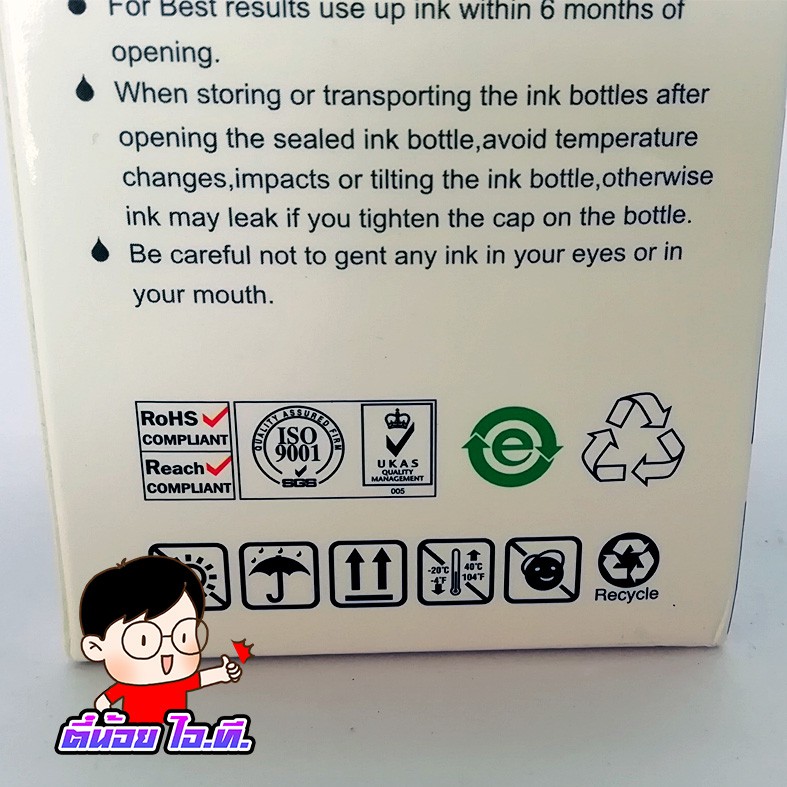 For Best results use up ink within 6 months of
opening.
When storing or transporting the ink bottles after
opening the sealed ink bottle,avoid temperature
changes,impacts or tilting the ink bottle,otherwise
ink may leak if you tighten the cap on the bottle.
Be careful not to gent any ink in your eyes or in
your mouth.
RoHS
COMPLIANT
Reach
COMPLIANT
QUALITY ASSURED FIRM
ISO
9001
SGS
UKAS
QUALITY
MANAGEMENT
005
e
-20°C
-4°F
40°C
104°F
Recycle
ตี๋น้อย ไอ.ที.